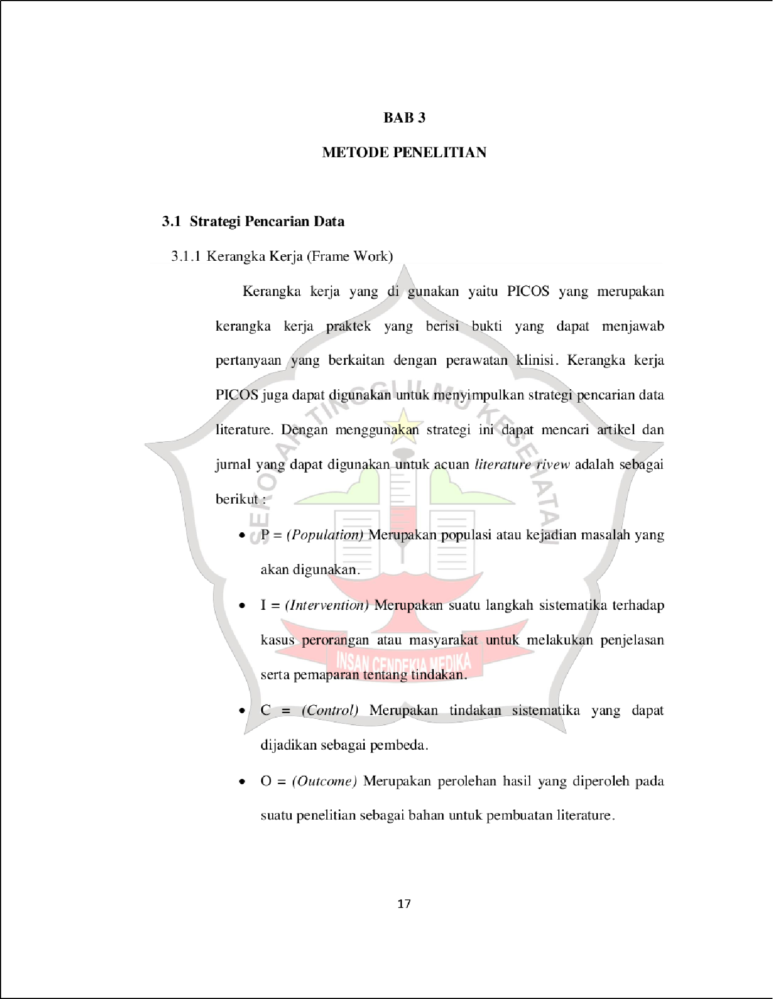 BAB 3
METODE PENELITIAN
3.1 Strategi Pencarian Data
3.1.1 Kerangka Kerja (Frame Work)
Kerangka kerja yang di gunakan yaitu PICOS yang merupakan
kerangka kerja praktek yang berisi bukti yang dapat menjawab
pertanyaan yang berkaitan dengan perawatan klinisi. Kerangka kerja
PICOS juga dapat digunakan untuk menyimpulkan strategi pencarian data
literature. Dengan menggunakan strategi ini dapat mencari artikel dan
jurnal yang dapat digunakan untuk acuan literature rivew adalah sebagai
berikut :
• P = (Population) Merupakan populasi atau kejadian masalah yang
akan digunakan.
• I = (Intervention) Merupakan suatu langkah sistematika terhadap
kasus perorangan atau masyarakat untuk melakukan penjelasan
serta pemaparan tentang tindakan.
• C = (Control) Merupakan tindakan sistematika yang dapat
dijadikan sebagai pembeda.
• O = (Outcome) Merupakan perolehan hasil yang diperoleh pada
suatu penelitian sebagai bahan untuk pembuatan literature.
SEKOLAH TINGGI ILMU KESEHATAN
INSAN CENDEKIA MEDIKA
17